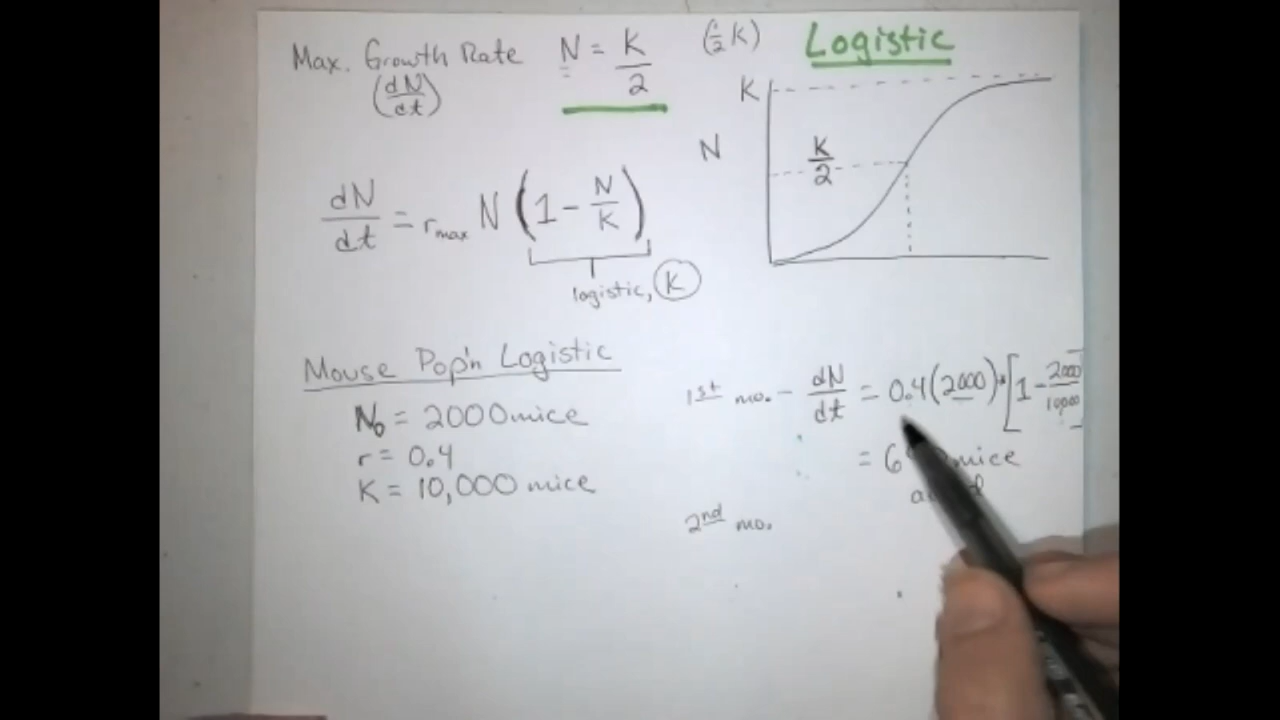 Max. Growth Rate N = K/2 (½K)
(dN/dt)
Logistic
K
N
K/2
dN/dt = rmax N (1 - N/K)
logistic, K
Mouse Pop'n Logistic
N0 = 2000 mice
r = 0.4
K = 10,000 mice
1st mo. - dN/dt = 0.4(2000)*[1 - 2000/10000]
= mice
2nd mo.